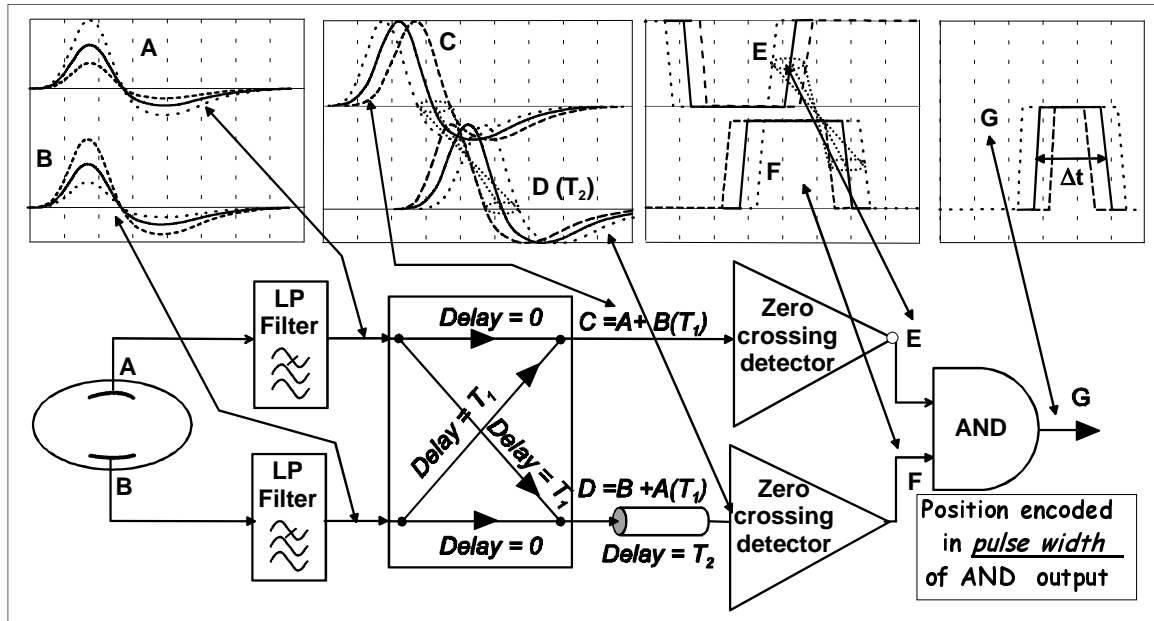 A
B
C
D (T2)
E
F
G
Δt
LP
Filter
Delay = 0
C =A+ B(T1)
Zero
crossing
detector
E
A
Delay = T1
Delay = T1
AND
G
B
LP
Filter
D =B +A(T1)
Zero
crossing
detector
F
Delay = 0
Delay = T2
Position encoded
in pulse width
of AND output